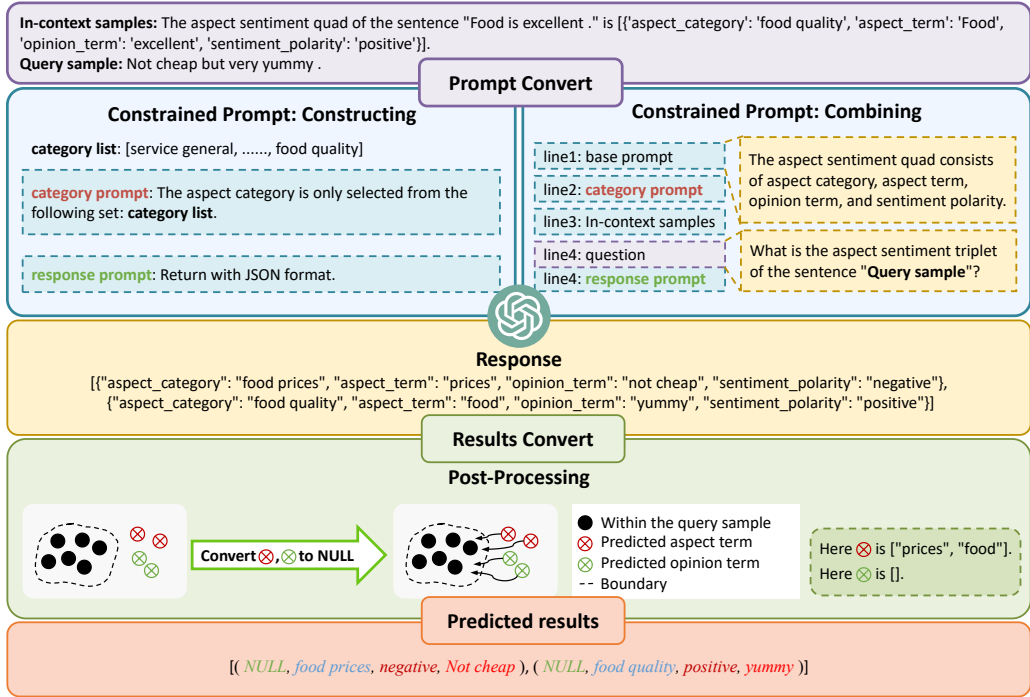 In-context samples: The aspect sentiment quad of the sentence "Food is excellent ." is [{'aspect_category': 'food quality', 'aspect_term': 'Food',
'opinion_term': 'excellent', 'sentiment_polarity': 'positive'}].
Query sample: Not cheap but very yummy .
Prompt Convert
Constrained Prompt: Constructing
category list: [service general, ......, food quality]
category prompt: The aspect category is only selected from the
following set: category list.
response prompt: Return with JSON format.
Constrained Prompt: Combining
line1: base prompt
line2: category prompt
line3: In-context samples
line4: question
line4: response prompt
The aspect sentiment quad consists
of aspect category, aspect term,
opinion term, and sentiment polarity.
What is the aspect sentiment triplet
of the sentence "Query sample"?
Response
[{"aspect_category": "food prices", "aspect_term": "prices", "opinion_term": "not cheap", "sentiment_polarity": "negative"},
{"aspect_category": "food quality", "aspect_term": "food", "opinion_term": "yummy", "sentiment_polarity": "positive"}]
Results Convert
Post-Processing
Convert ⊗, ⊗ to NULL
Within the query sample
Predicted aspect term
Predicted opinion term
Boundary
Here ⊗ is ["prices", "food"].
Here ⊗ is [].
Predicted results
[( NULL, food prices, negative, Not cheap ), ( NULL, food quality, positive, yummy )]